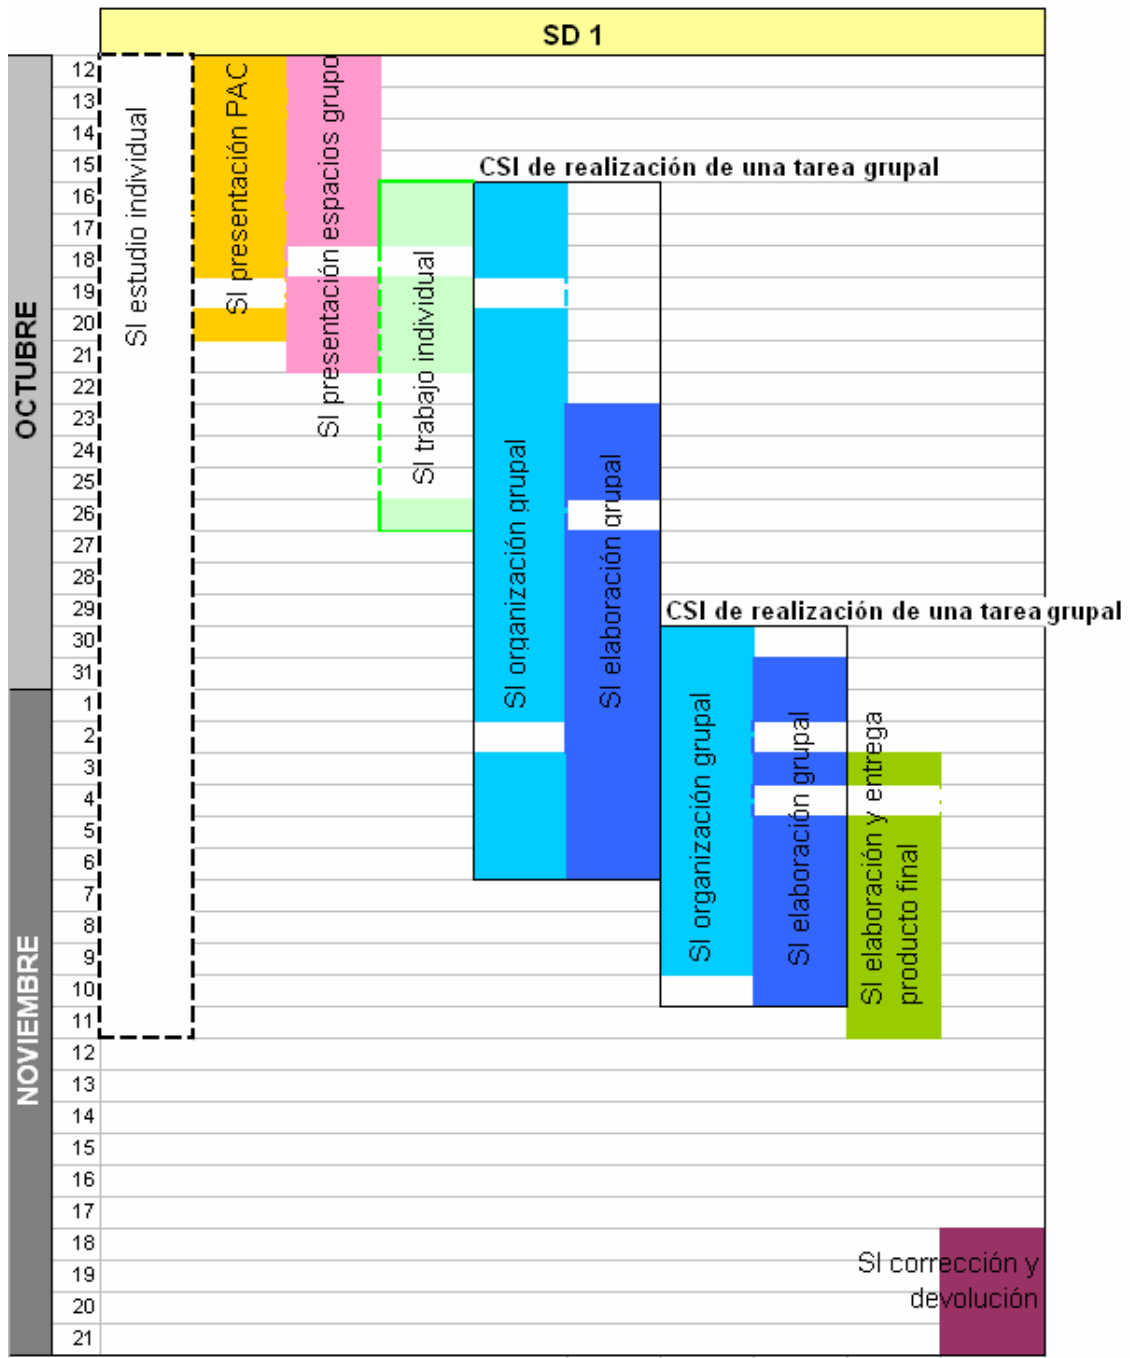 SD 1
OCTUBRE
12
13
14
15
16
17
18
19
20
21
22
23
24
25
26
27
28
29
30
31
NOVIEMBRE
1
2
3
4
5
6
7
8
9
10
11
12
13
14
15
16
17
18
19
20
21
SI estudio individual
SI presentación PAC
SI presentación espacios grupo
SI trabajo individual
CSI de realización de una tarea grupal
SI organización grupal
SI elaboración grupal
CSI de realización de una tarea grupal
SI organización grupal
SI elaboración grupal
SI elaboración y entrega
producto final
SI corrección y
devolución